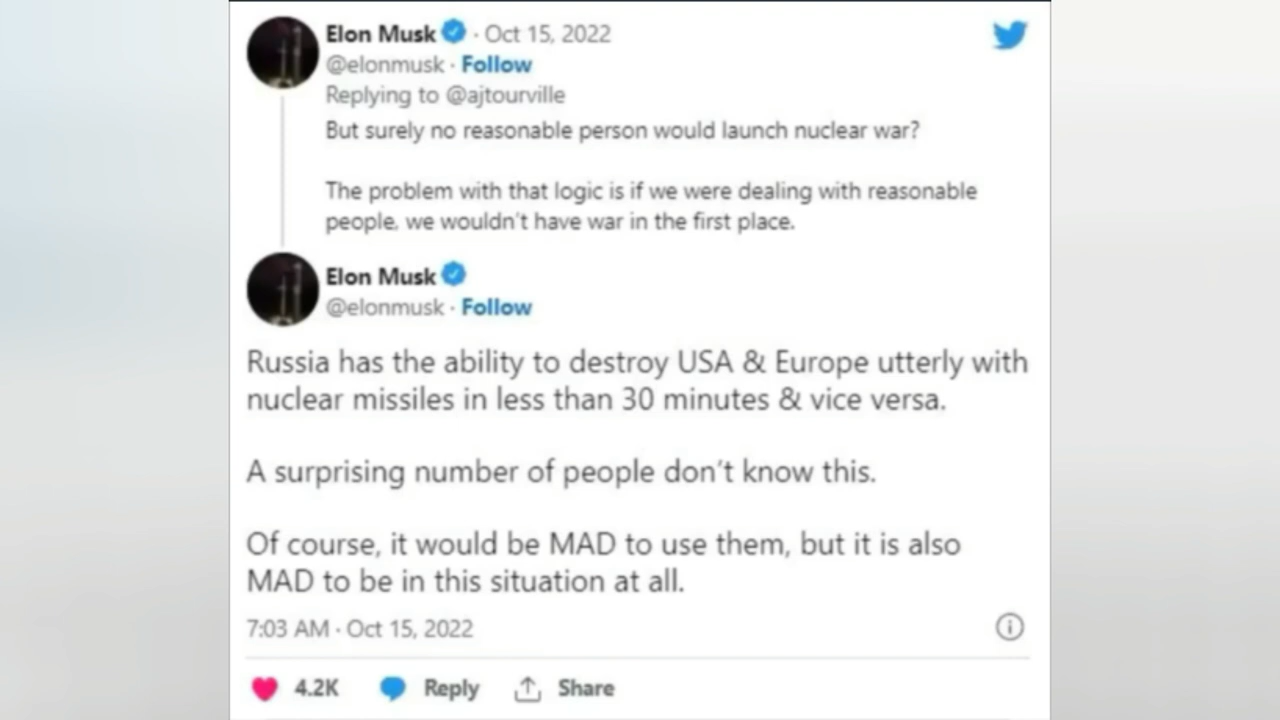 Elon Musk · Oct 15, 2022
@elonmusk · Follow
Replying to @ajtourville
But surely no reasonable person would launch nuclear war?
The problem with that logic is if we were dealing with reasonable
people, we wouldn't have war in the first place.
Elon Musk
@elonmusk · Follow
Russia has the ability to destroy USA & Europe utterly with
nuclear missiles in less than 30 minutes & vice versa.
A surprising number of people don't know this.
Of course, it would be MAD to use them, but it is also
MAD to be in this situation at all.
7:03 AM · Oct 15, 2022
4.2K Reply Share